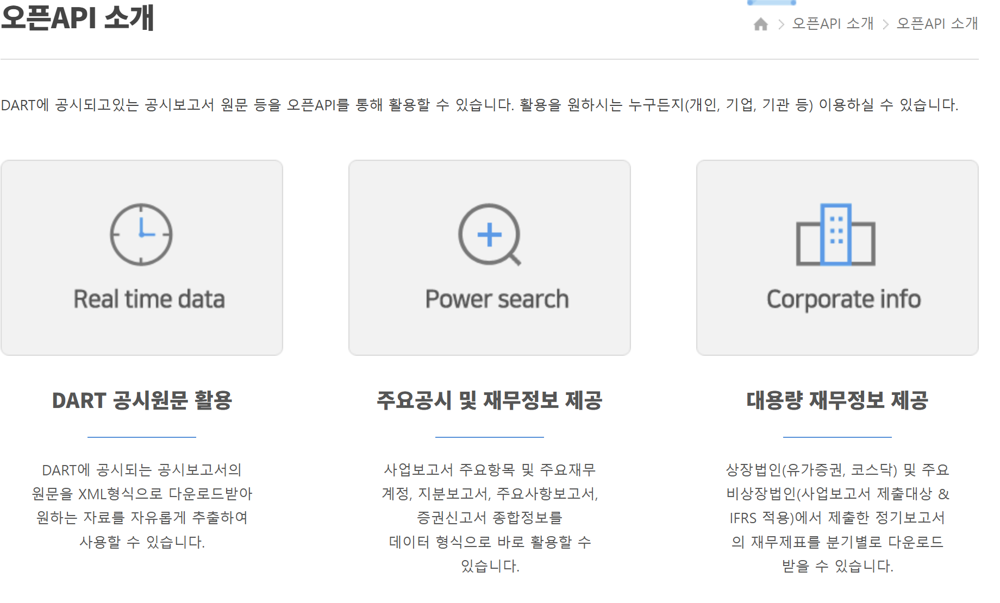 오픈API 소개
오픈API 소개 > 오픈API 소개
DART에 공시되고있는 공시보고서 원문 등을 오픈API를 통해 활용할 수 있습니다. 활용을 원하시는 누구든지(개인, 기업, 기관 등) 이용하실 수 있습니다.
Real time data
DART 공시원문 활용
DART에 공시되는 공시보고서의
원문을 XML형식으로 다운로드받아
원하는 자료를 자유롭게 추출하여
사용할 수 있습니다.
Power search
주요공시 및 재무정보 제공
사업보고서 주요항목 및 주요재무
계정, 지분보고서, 주요사항보고서,
증권신고서 종합정보를
데이터 형식으로 바로 활용할 수
있습니다.
Corporate info
대용량 재무정보 제공
상장법인(유가증권, 코스닥) 및 주요
비상장법인(사업보고서 제출대상 &
IFRS 적용)에서 제출한 정기보고서
의 재무제표를 분기별로 다운로드
받을 수 있습니다.